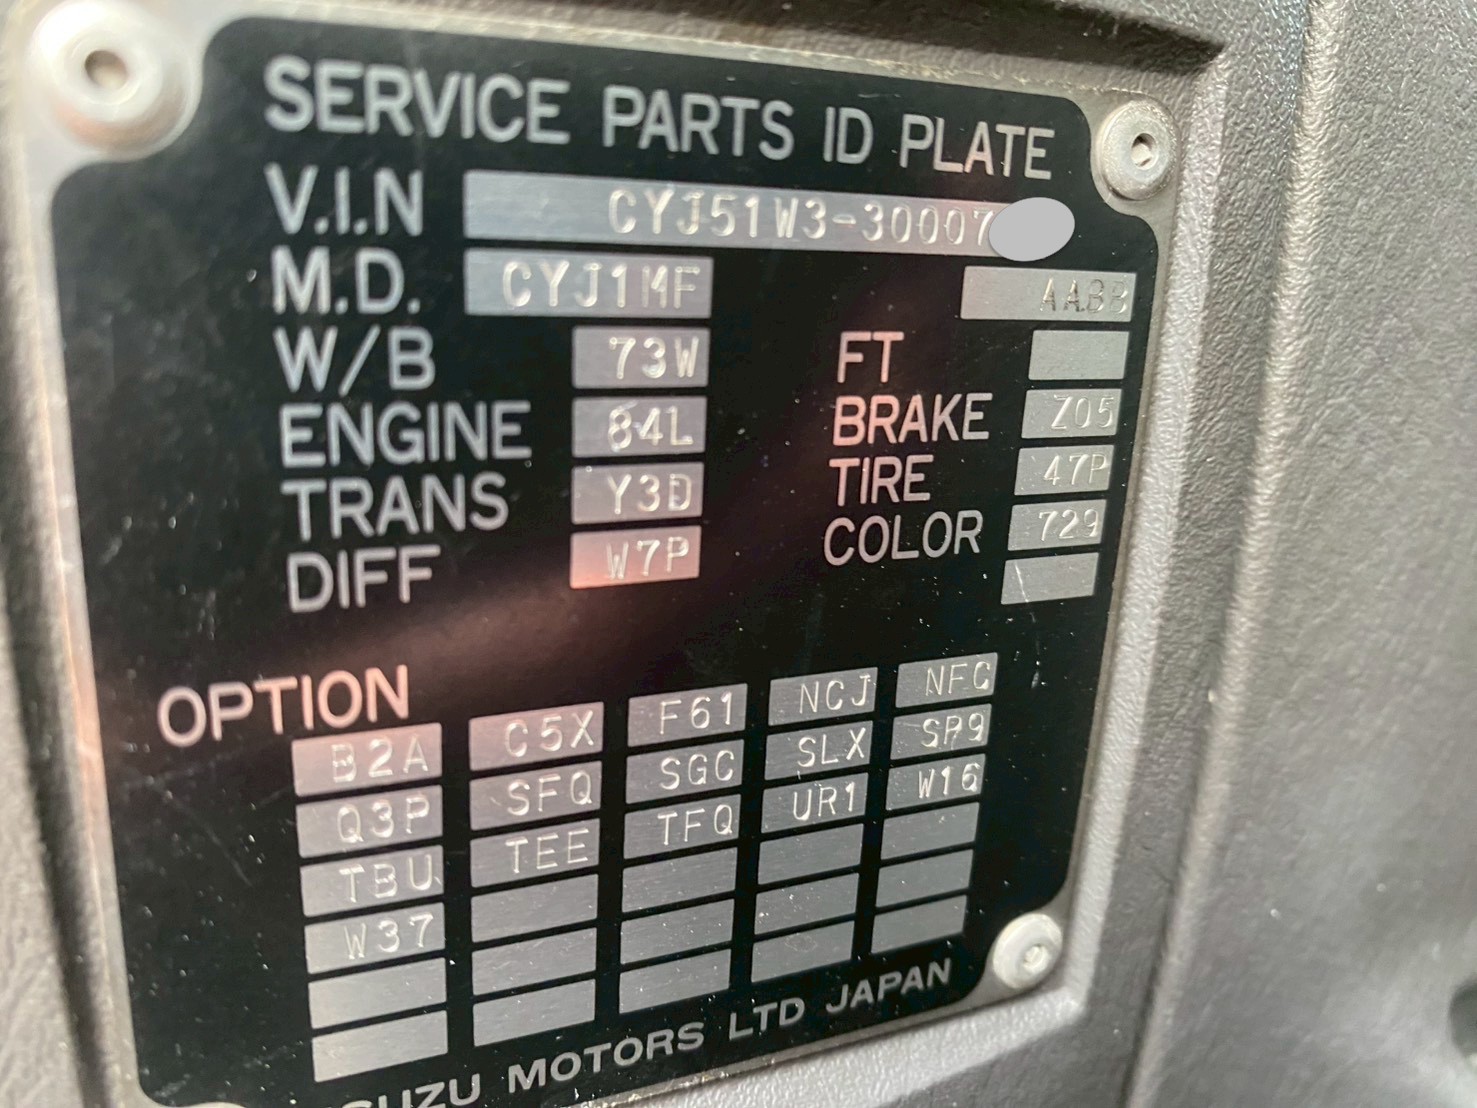 SERVICE PARTS ID PLATE
V.I.N CYJ51W3-30007
M.D. CYJ1MF AABB
W/B 73W FT
ENGINE 84L BRAKE Z05
TRANS Y3D TIRE 47P
DIFF W7P COLOR 729
OPTION
B2A C5X F61 NCJ NFC
Q3P SFQ SGC SLX SP9
TBU TEE TFQ UR1 W16
W37
SUZU MOTORS LTD JAPAN